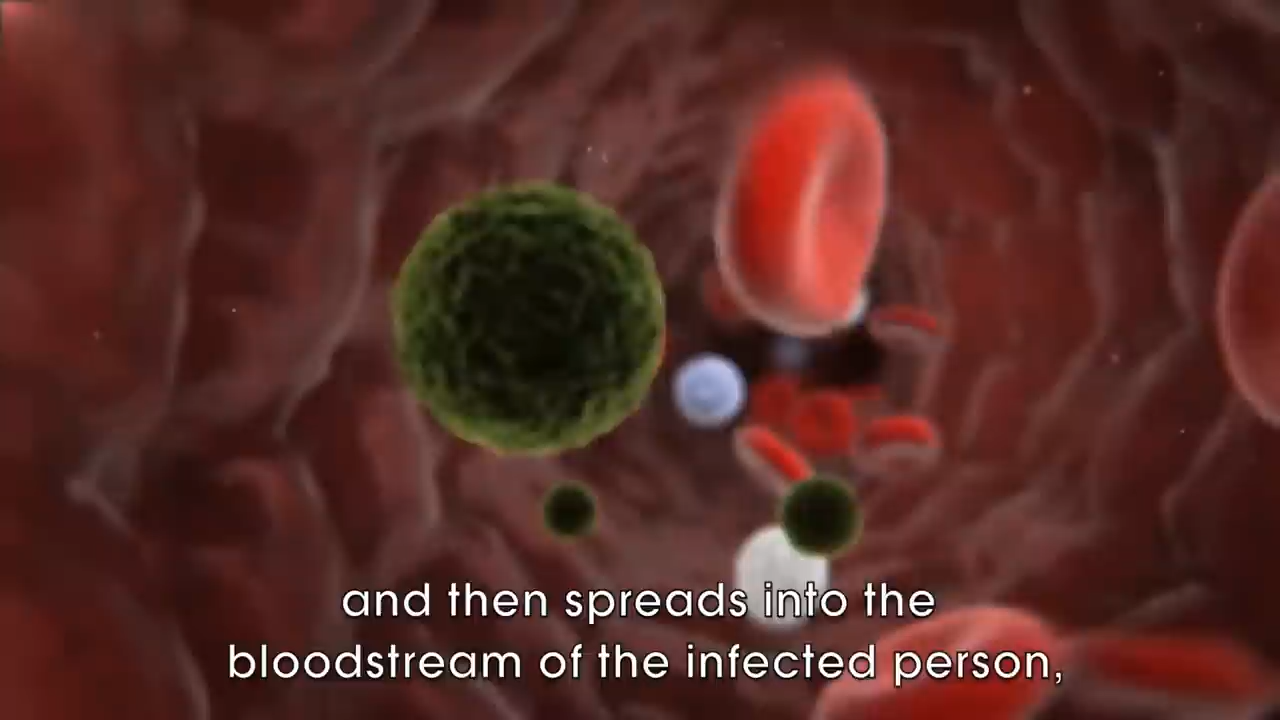 and then spreads into the
bloodstream of the infected person,